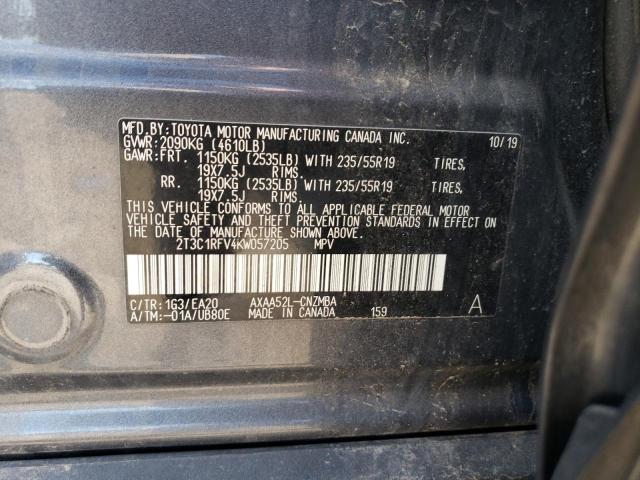 MFD.BY:TOYOTA MOTOR MANUFACTURING CANADA INC. 10/19
GVWR:2090KG (4610LB)
GAWR:FRT. 1150KG (2535LB) WITH 235/55R19 TIRES,
19X7.5J RIMS.
RR. 1150KG (2535LB) WITH 235/55R19 TIRES,
19X7.5J RIMS.
THIS VEHICLE CONFORMS TO ALL APPLICABLE FEDERAL MOTOR
VEHICLE SAFETY AND THEFT PREVENTION STANDARDS IN EFFECT ON
THE DATE OF MANUFACTURE SHOWN ABOVE.
2T3C1RFV4KW057205 MPV
C/TR: 1G3/EA20 AXAA52L-CNZMBA
A/TM:-01A/UB80E MADE IN CANADA 159 A